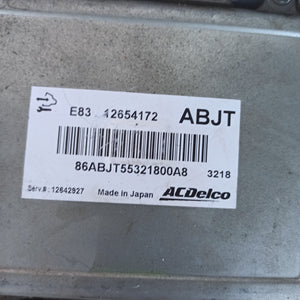 E83 12654172 ABJT
86ABJT55321800A8 3218
Serv.#: 12642927 Made in Japan ACDelco